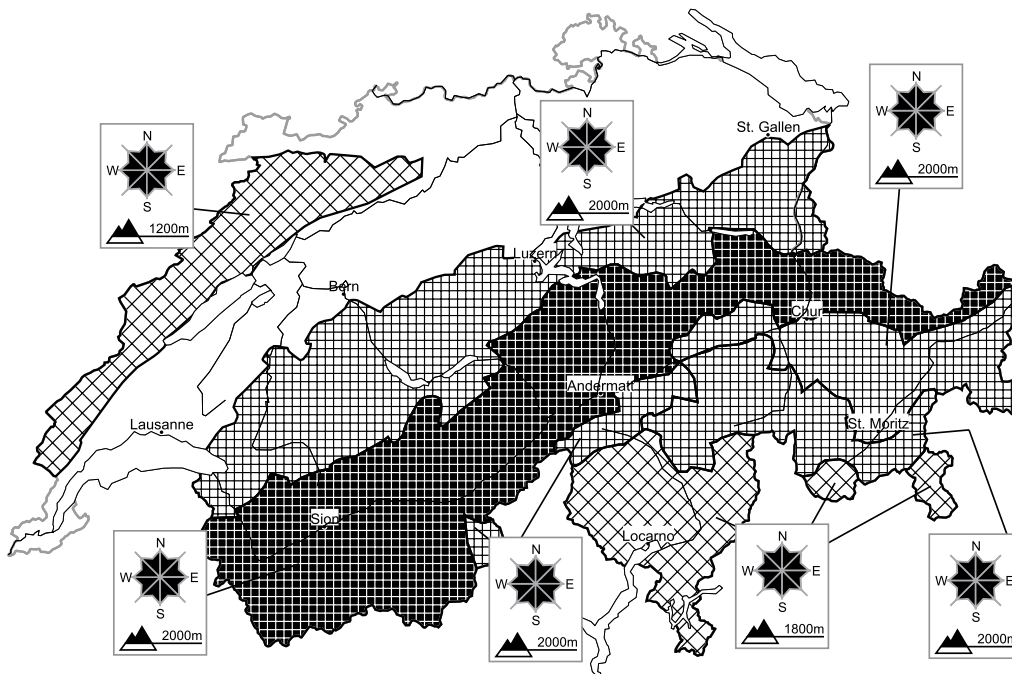 St. Gallen
N
W E
S
2000m
N
W E
S
2000m
N
W E
S
1200m
Luzern
Bern
Chur
Andermatt
Lausanne
St. Moritz
Sion
Locarno
N
W E
S
2000m
N
W E
S
2000m
N
W E
S
1800m
N
W E
S
2000m